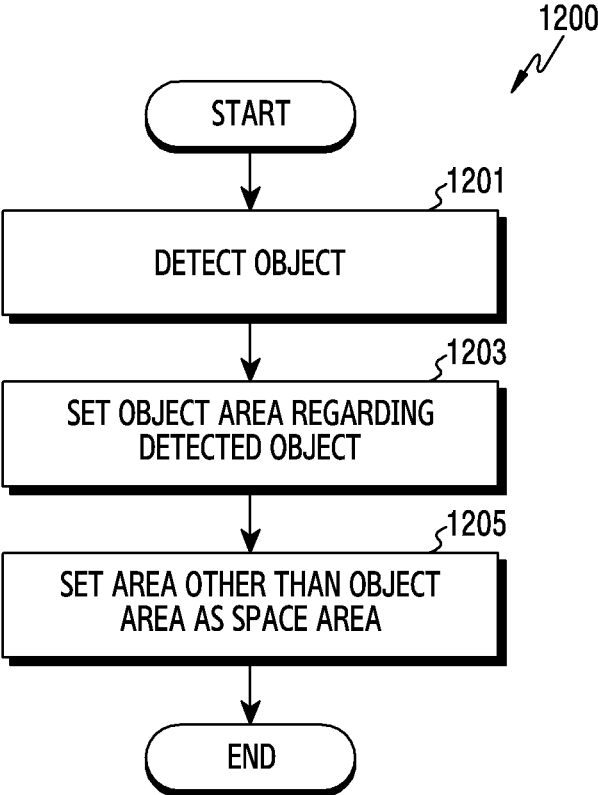 1200
START
1201
DETECT OBJECT
1203
SET OBJECT AREA REGARDING
DETECTED OBJECT
1205
SET AREA OTHER THAN OBJECT
AREA AS SPACE AREA
END